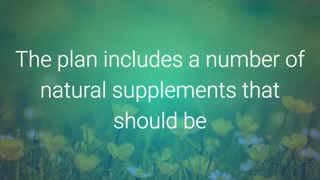 The plan includes a number of
natural supplements that
should be